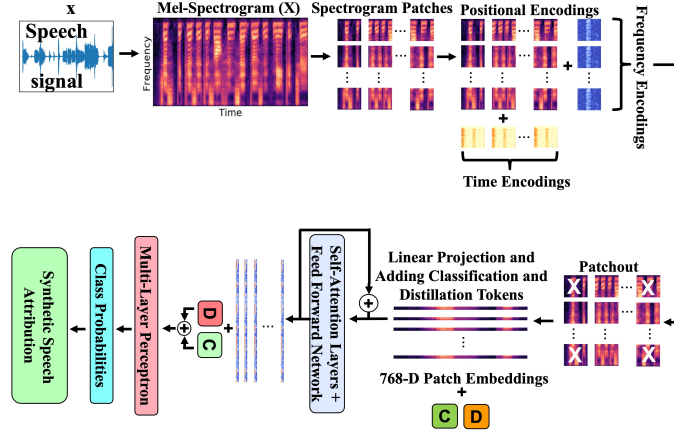 x
Speech
signal
Mel-Spectrogram (X)
Frequency
Time
Spectrogram Patches
...
...
Positional Encodings
...
...
+
+
...
Time Encodings
Frequency Encodings
Synthetic Speech
Attribution
Class Probabilities
Multi-Layer Perceptron
D
C
+
+
...
Self-Attention Layers +
Feed Forward Network
+
Linear Projection and
Adding Classification and
Distillation Tokens
...
768-D Patch Embeddings
+
C
D
Patchout
X
...
X
X
...
X